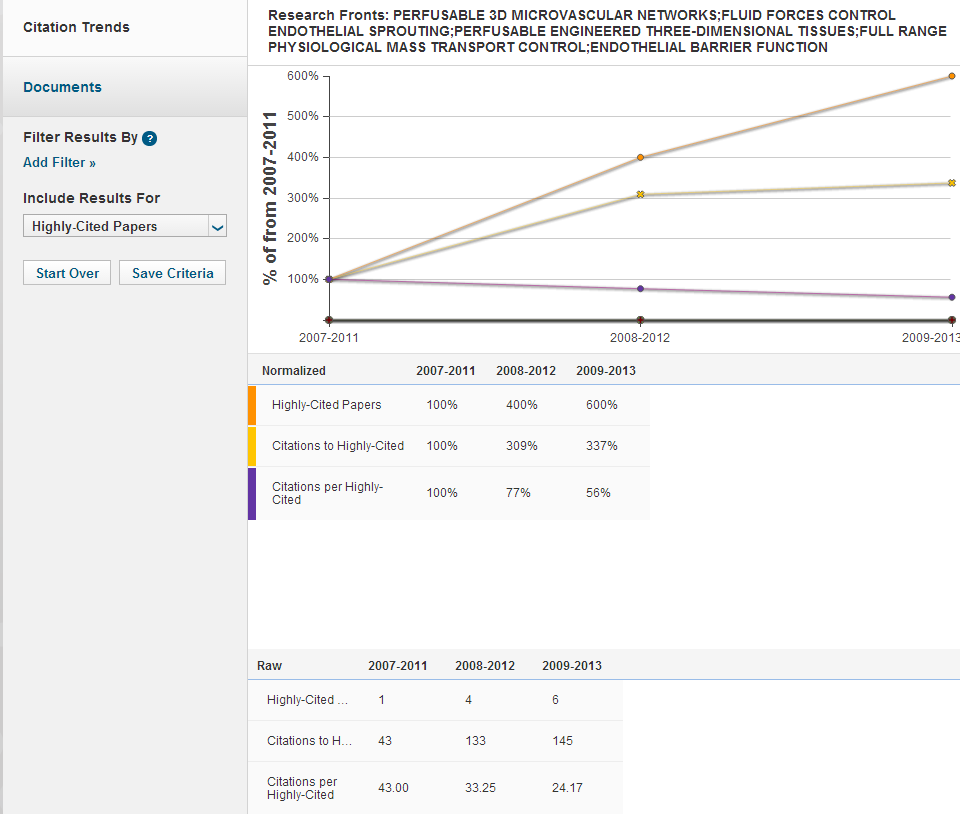 Citation Trends
Documents
Filter Results By ?
Add Filter »
Include Results For
Highly-Cited Papers
Start Over Save Criteria
Research Fronts: PERFUSABLE 3D MICROVASCULAR NETWORKS;FLUID FORCES CONTROL
ENDOTHELIAL SPROUTING;PERFUSABLE ENGINEERED THREE-DIMENSIONAL TISSUES;FULL RANGE
PHYSIOLOGICAL MASS TRANSPORT CONTROL;ENDOTHELIAL BARRIER FUNCTION
% of from 2007-2011
600%
500%
400%
300%
200%
100%
2007-2011 2008-2012 2009-2013
Normalized 2007-2011 2008-2012 2009-2013
Highly-Cited Papers 100% 400% 600%
Citations to Highly-Cited 100% 309% 337%
Citations per Highly-
Cited 100% 77% 56%
Raw 2007-2011 2008-2012 2009-2013
Highly-Cited ... 1 4 6
Citations to H... 43 133 145
Citations per
Highly-Cited 43.00 33.25 24.17